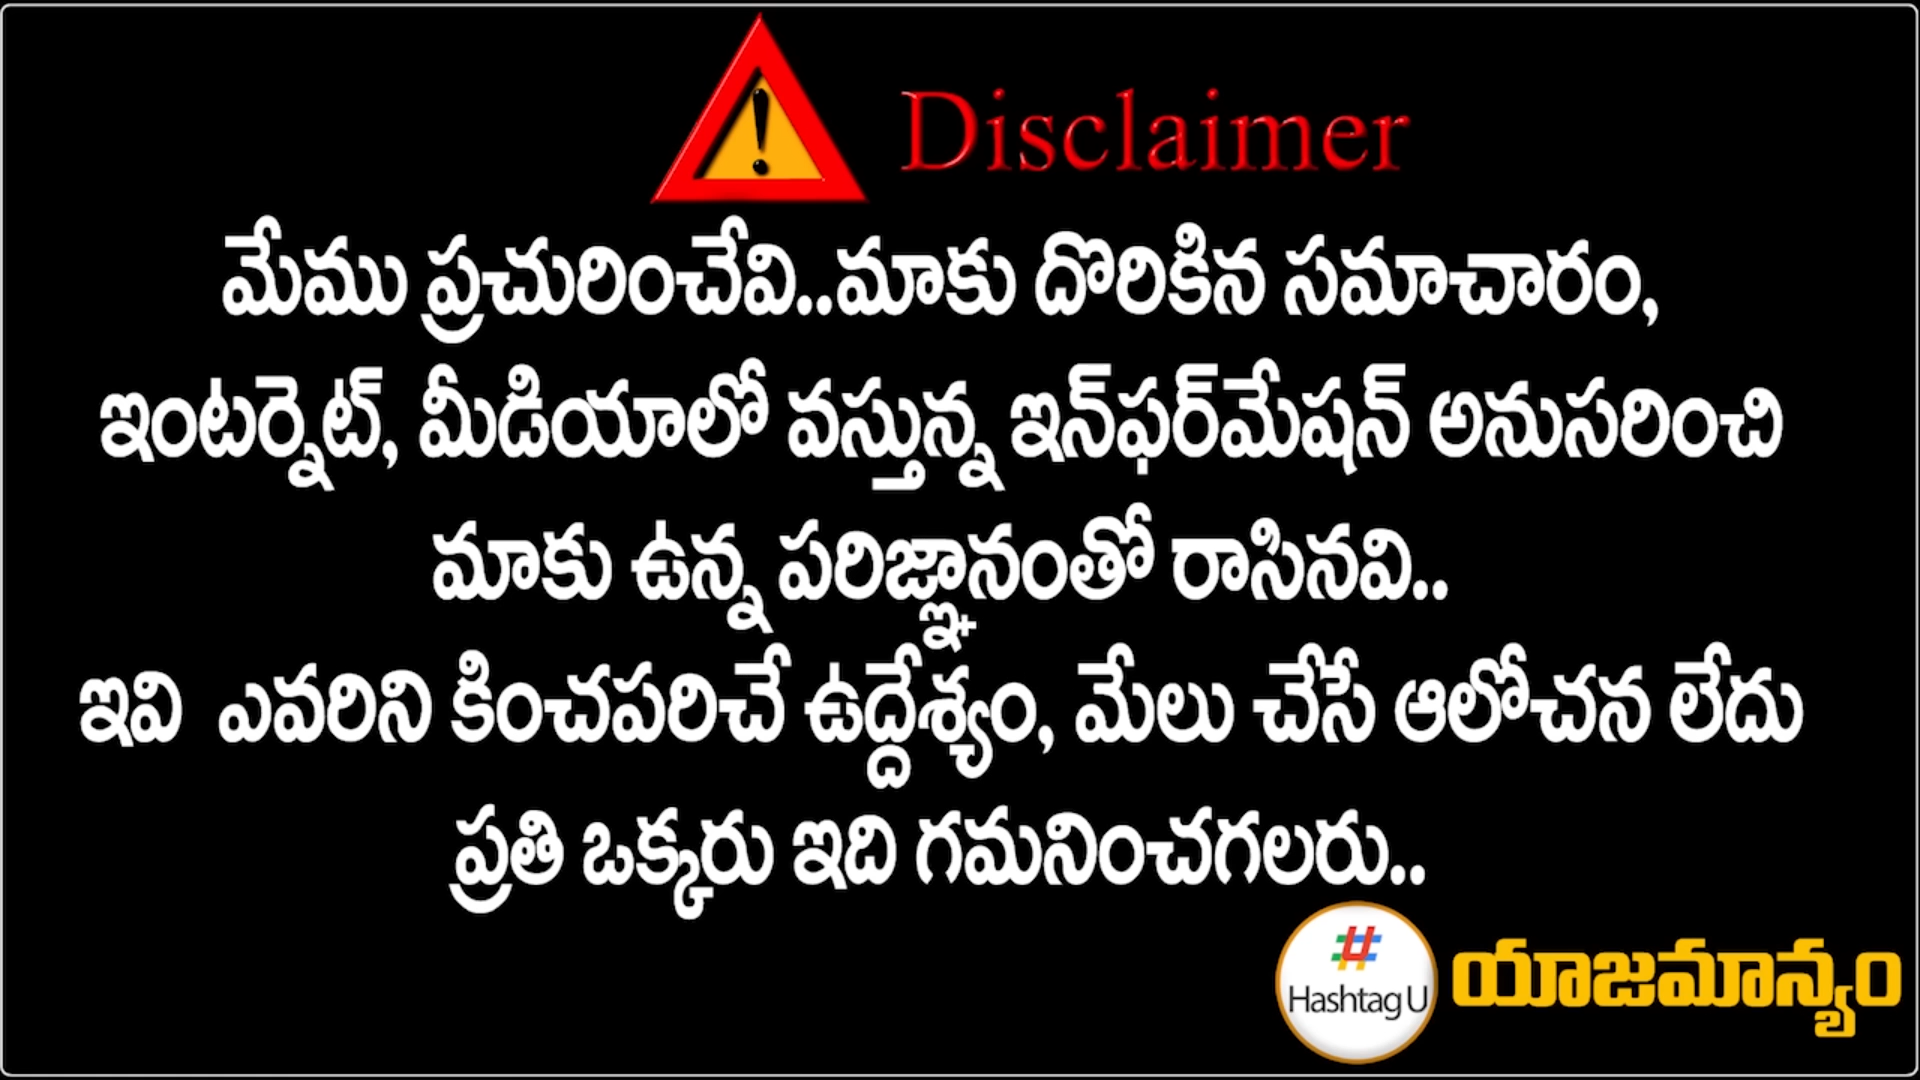 Disclaimer
మేము ప్రచురించేవి..మాకు దొరికిన సమాచారం,
ఇంటర్నెట్, మీడియాలో వస్తున్న ఇన్‌ఫర్‌మేషన్ అనుసరించి
మాకు ఉన్న పరిజ్ఞానంతో రాసినవి..
ఇవి ఎవరిని కించపరిచే ఉద్దేశ్యం, మేలు చేసే ఆలోచన లేదు
ప్రతి ఒక్కరు ఇది గమనించగలరు..
# Hashtag U యాజమాన్యం